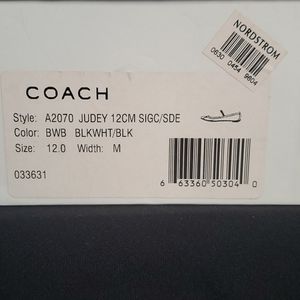 NORDSTROM
0630 0454 9604
COACH
Style: A2070 JUDEY 12CM SIGC/SDE
Color: BWB BLKWHT/BLK
Size: 12.0 Width: M
033631
6 63360 50304 0